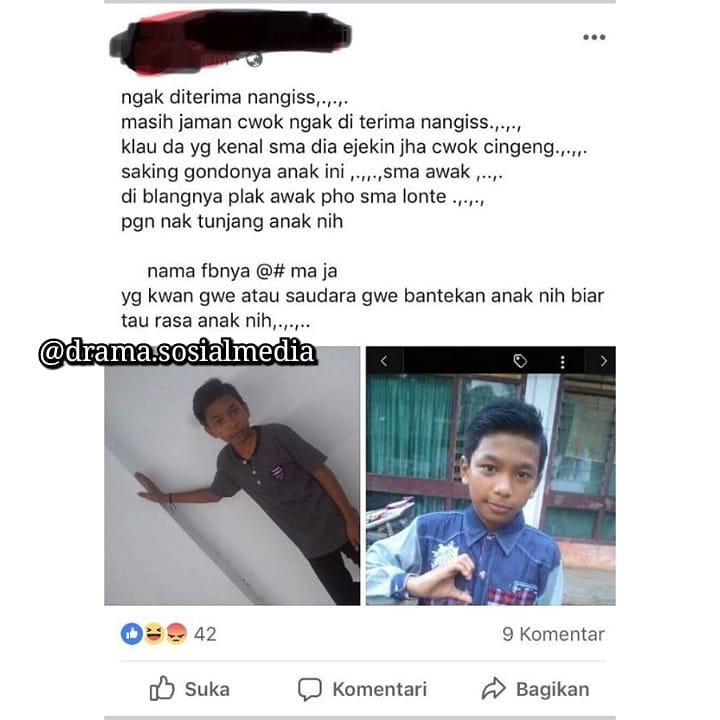 ngak diterima nangiss,.,.,.
masih jaman cwok ngak di terima nangiss.,.,.,
klau da yg kenal sma dia ejekin jha cwok cingeng.,.,,.
saking gondonya anak ini ,.,,.,sma awak ,..,.
di blangnya plak awak pho sma lonte .,.,.,
pgn nak tunjang anak nih
nama fbnya @# ma ja
yg kwan gwe atau saudara gwe bantekan anak nih biar
tau rasa anak nih,.,.,..
@drama.sosialmedia
42
9 Komentar
Suka
Komentari
Bagikan